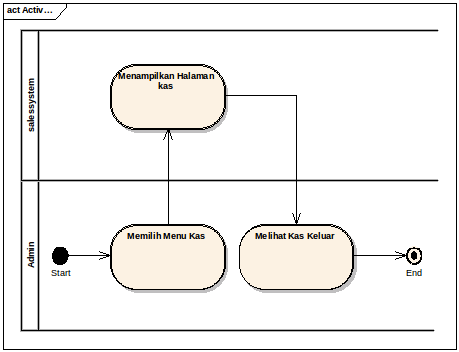 act Activ...
salessystem
Menampilkan Halaman
kas
Admin
Start
Memilih Menu Kas
Melihat Kas Keluar
End